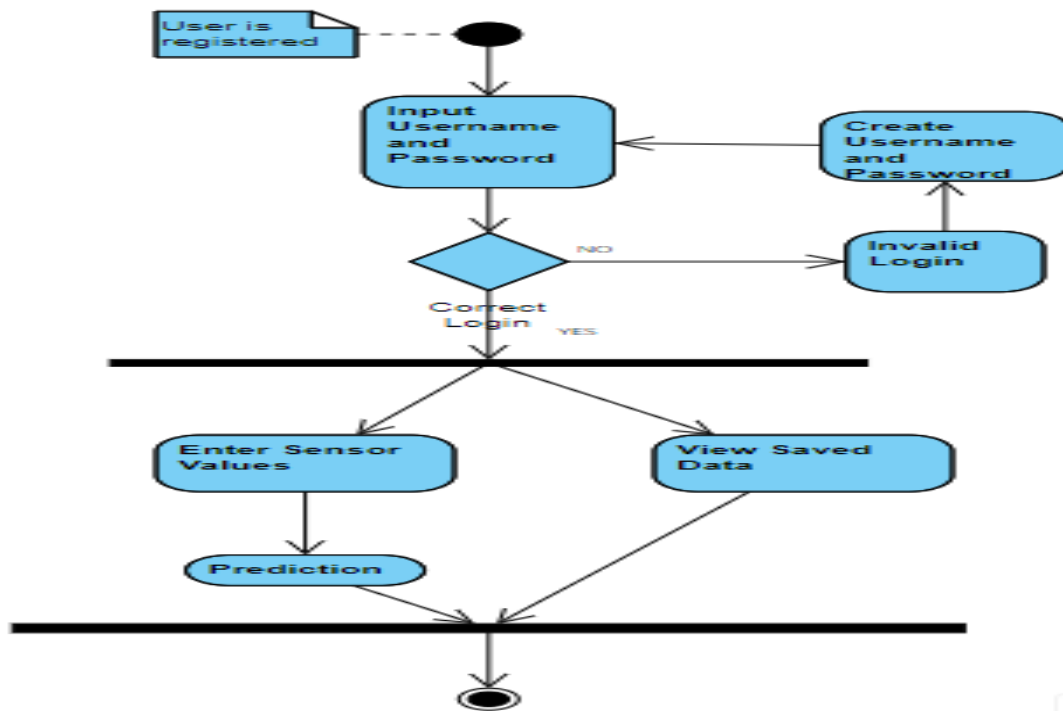 User is
registered
Input
Username
and
Password
Create
Username
and
Password
NO
Invalid
Login
Correct
Login
YES
Enter Sensor
Values
View Saved
Data
Prediction